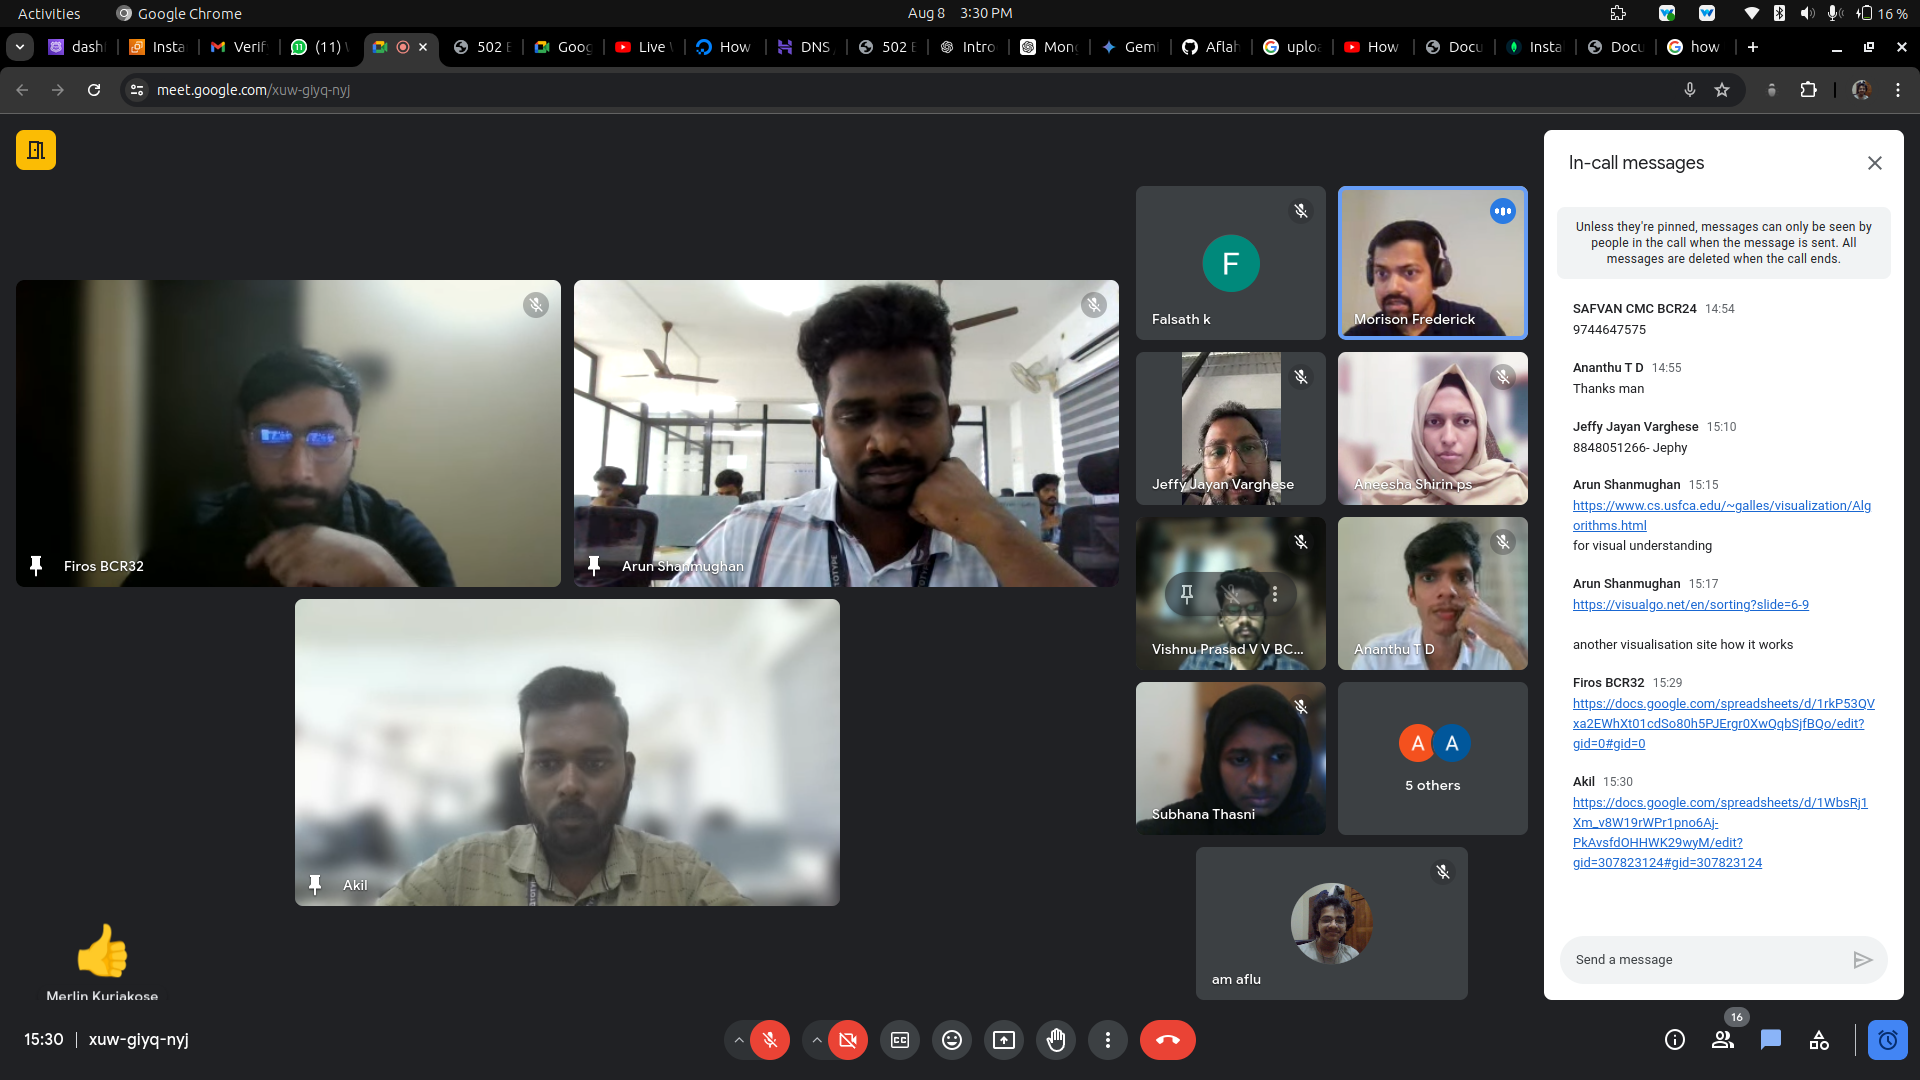 Activities
Google Chrome
Aug 8 3:30 PM
16 %
dash
Insta
Verif
(11)
502 E
Goog
Live
How
DNS
502 E
Intro
Mong
Gemi
Aflah
uploa
How
Docu
Insta
Docu
how
meet.google.com/xuw-giyq-nyj
F
Falsath k
Morison Frederick
Firos BCR32
Arun Shanmughan
Jeffy Jayan Varghese
Aneesha Shirin ps
Vishnu Prasad V V BC...
Ananthu T D
Akil
Subhana Thasni
A A
5 others
am aflu
Merlin Kuriakose
15:30 | xuw-giyq-nyj
16
In-call messages
Unless they're pinned, messages can only be seen by
people in the call when the message is sent. All
messages are deleted when the call ends.
SAFVAN CMC BCR24 14:54
9744647575
Ananthu T D 14:55
Thanks man
Jeffy Jayan Varghese 15:10
8848051266- Jephy
Arun Shanmughan 15:15
https://www.cs.usfca.edu/~galles/visualization/Alg
orithms.html
for visual understanding
Arun Shanmughan 15:17
https://visualgo.net/en/sorting?slide=6-9
another visualisation site how it works
Firos BCR32 15:29
https://docs.google.com/spreadsheets/d/1rkP53QV
xa2EWhXt01cdSo80h5PJErgr0XwQqbSjfBQo/edit?
gid=0#gid=0
Akil 15:30
https://docs.google.com/spreadsheets/d/1WbsRj1
Xm_v8W19rWPr1pno6Aj-
PkAvsfdOHHWK29wyM/edit?
gid=307823124#gid=307823124
Send a message